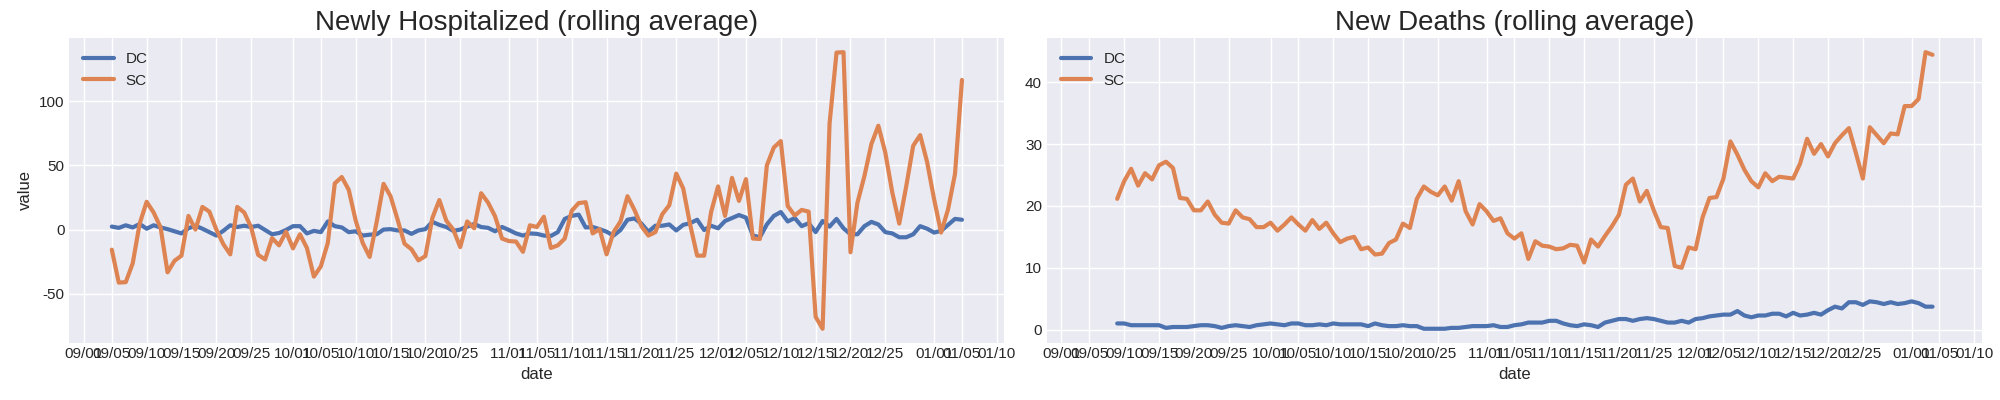 Newly Hospitalized (rolling average)
DC
SC
value
100
50
0
-50
09/01 09/05 09/10 09/15 09/20 09/25 10/01 10/05 10/10 10/15 10/20 10/25 11/01 11/05 11/10 11/15 11/20 11/25 12/01 12/05 12/10 12/15 12/20 12/25 01/01 01/05 01/10
date
New Deaths (rolling average)
DC
SC
40
30
20
10
0
09/01 09/05 09/10 09/15 09/20 09/25 10/01 10/05 10/10 10/15 10/20 10/25 11/01 11/05 11/10 11/15 11/20 11/25 12/01 12/05 12/10 12/15 12/20 12/25 01/01 01/05 01/10
date